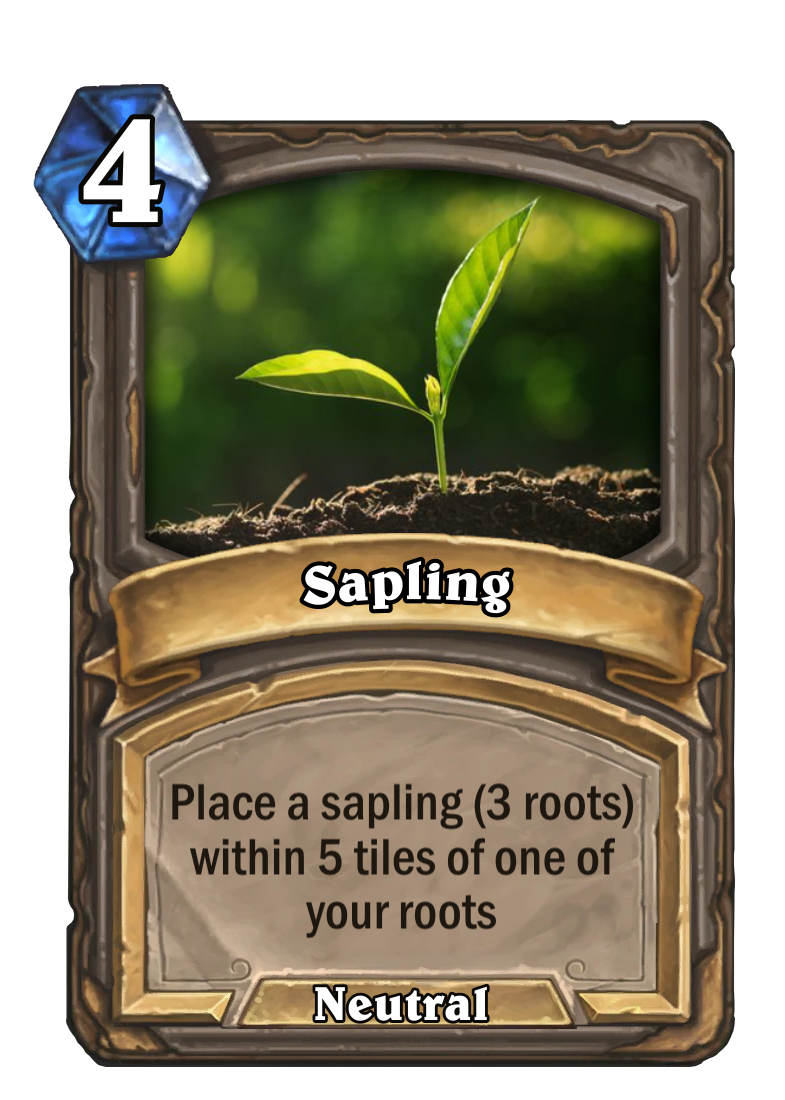 4
Sapling
Place a sapling (3 roots)
within 5 tiles of one of
your roots
Neutral